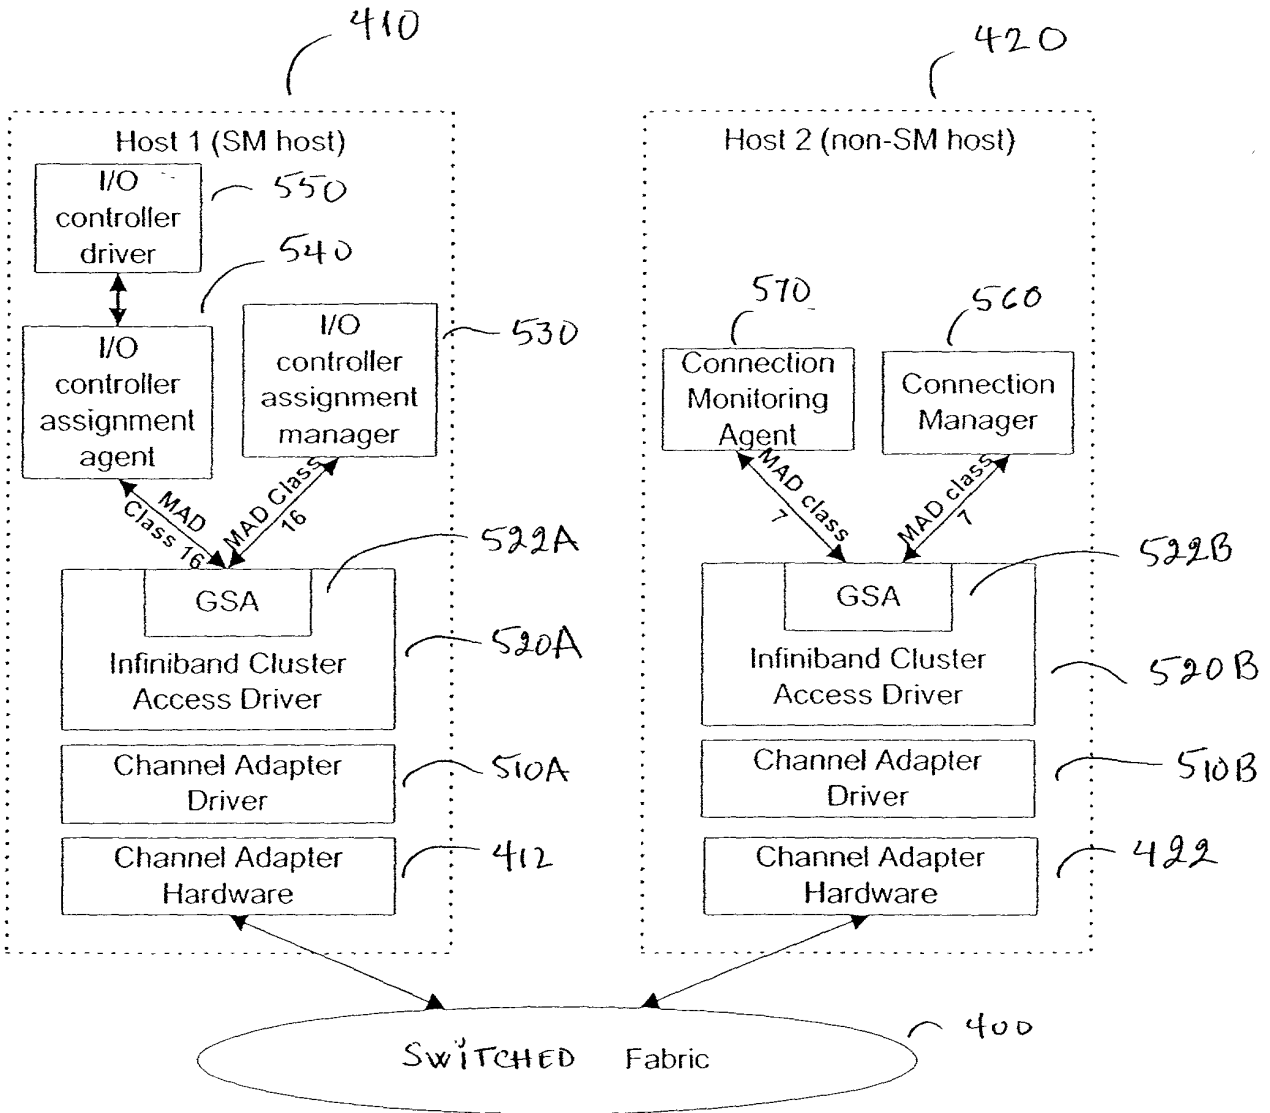 410
420
Host 1 (SM host)
I/O
controller
driver
550
540
I/O
controller
assignment
agent
I/O
controller
assignment
manager
530
MAD
Class 16
MAD Class
16
522A
GSA
Infiniband Cluster
Access Driver
520A
Channel Adapter
Driver
510A
Channel Adapter
Hardware
412
Host 2 (non-SM host)
570
560
Connection
Monitoring
Agent
Connection
Manager
MAD class
7
MAD class
7
522B
GSA
Infiniband Cluster
Access Driver
520B
Channel Adapter
Driver
510B
Channel Adapter
Hardware
422
SWiTCHED Fabric
400